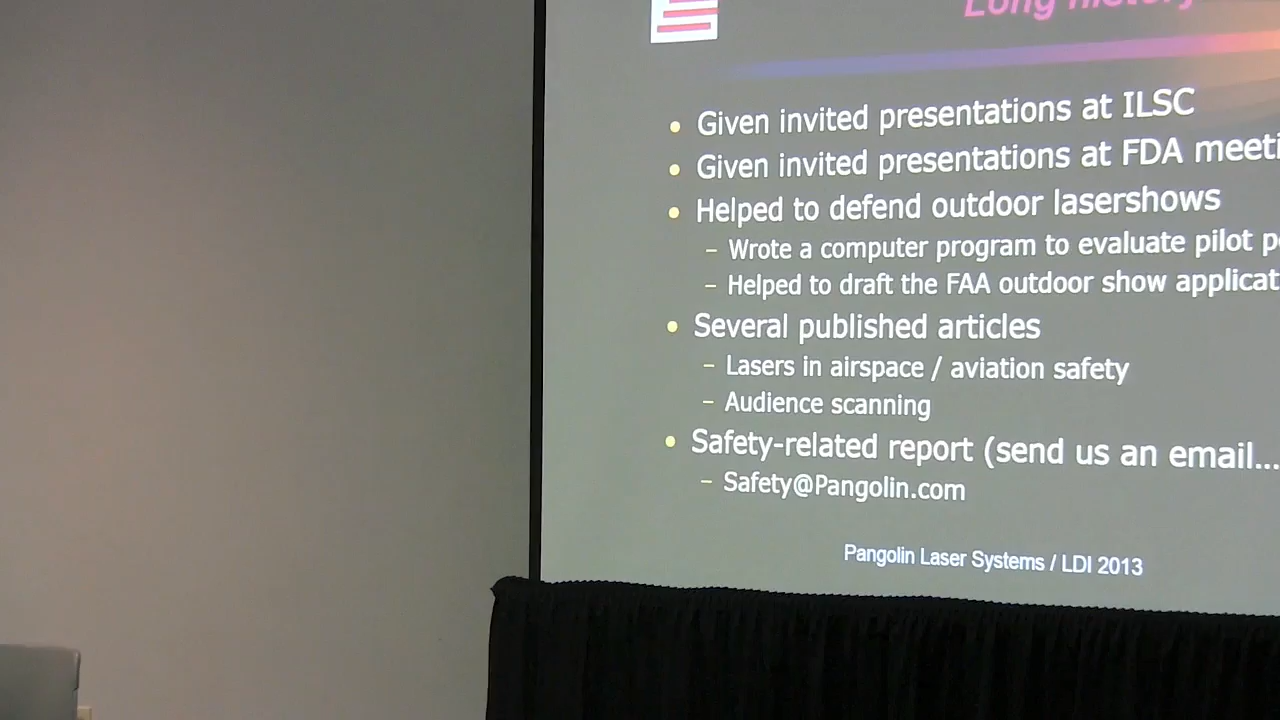 Long history
Given invited presentations at ILSC
Given invited presentations at FDA
Helped to defend outdoor lasershows
Wrote a computer program to evaluate pilot
Helped to draft the FAA outdoor show
Several published articles
Lasers in airspace / aviation safety
Audience scanning
Safety-related report (send us an email...
Safety@Pangolin.com
Pangolin Laser Systems / LDI 2013